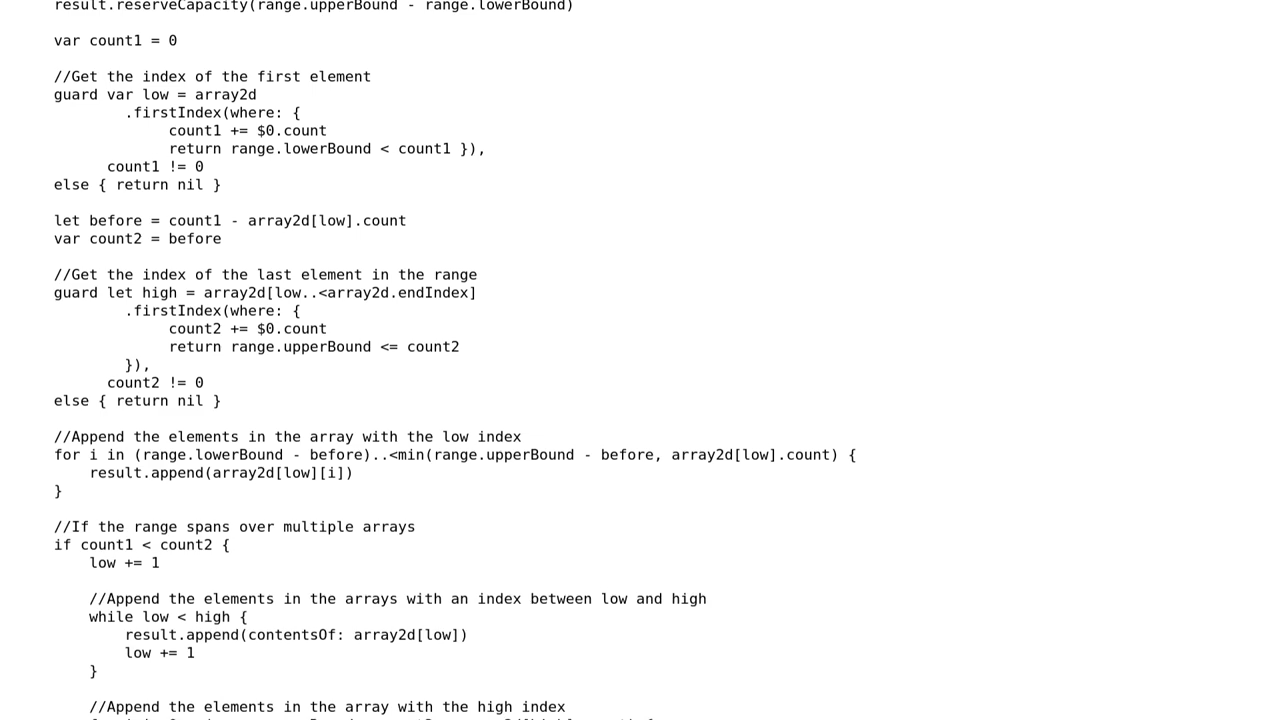 result.reserveCapacity(range.upperBound - range.lowerBound)
var count1 = 0
//Get the index of the first element
guard var low = array2d
.firstIndex(where: {
count1 += $0.count
return range.lowerBound < count1 }),
count1 != 0
else { return nil }
let before = count1 - array2d[low].count
var count2 = before
//Get the index of the last element in the range
guard let high = array2d[low..<array2d.endIndex]
.firstIndex(where: {
count2 += $0.count
return range.upperBound <= count2
}),
count2 != 0
else { return nil }
//Append the elements in the array with the low index
for i in (range.lowerBound - before)..<min(range.upperBound - before, array2d[low].count) {
result.append(array2d[low][i])
}
//If the range spans over multiple arrays
if count1 < count2 {
low += 1
//Append the elements in the arrays with an index between low and high
while low < high {
result.append(contentsOf: array2d[low])
low += 1
}
//Append the elements in the array with the high index